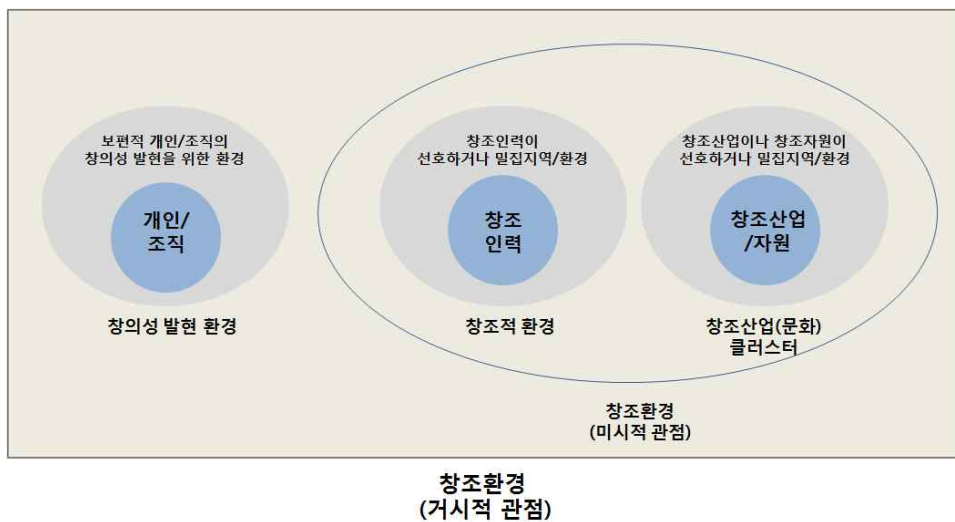 보편적 개인/조직의
창의성 발현을 위한 환경
개인/
조직
창의성 발현 환경
창조인력이
선호하거나 밀집지역/환경
창조
인력
창조적 환경
창조산업이나 창조자원이
선호하거나 밀집지역/환경
창조산업
/자원
창조산업(문화)
클러스터
창조환경
(미시적 관점)
창조환경
(거시적 관점)